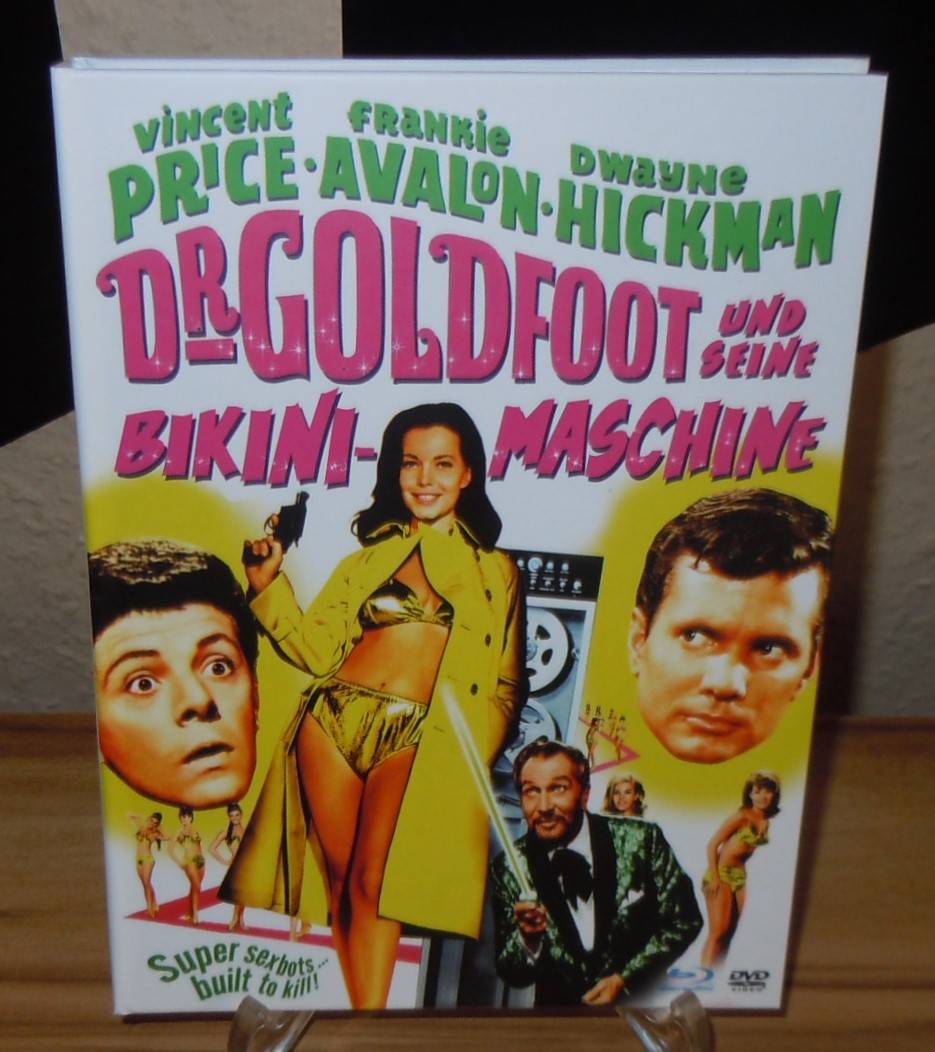 Vincent Frankie Dwayne
PRICE·AVALON·HICKMAN
DR GOLDFOOT UND
SEINE
BIKINI-MASCHINE
Super sexbots...
built to kill!
DVD
VIDEO